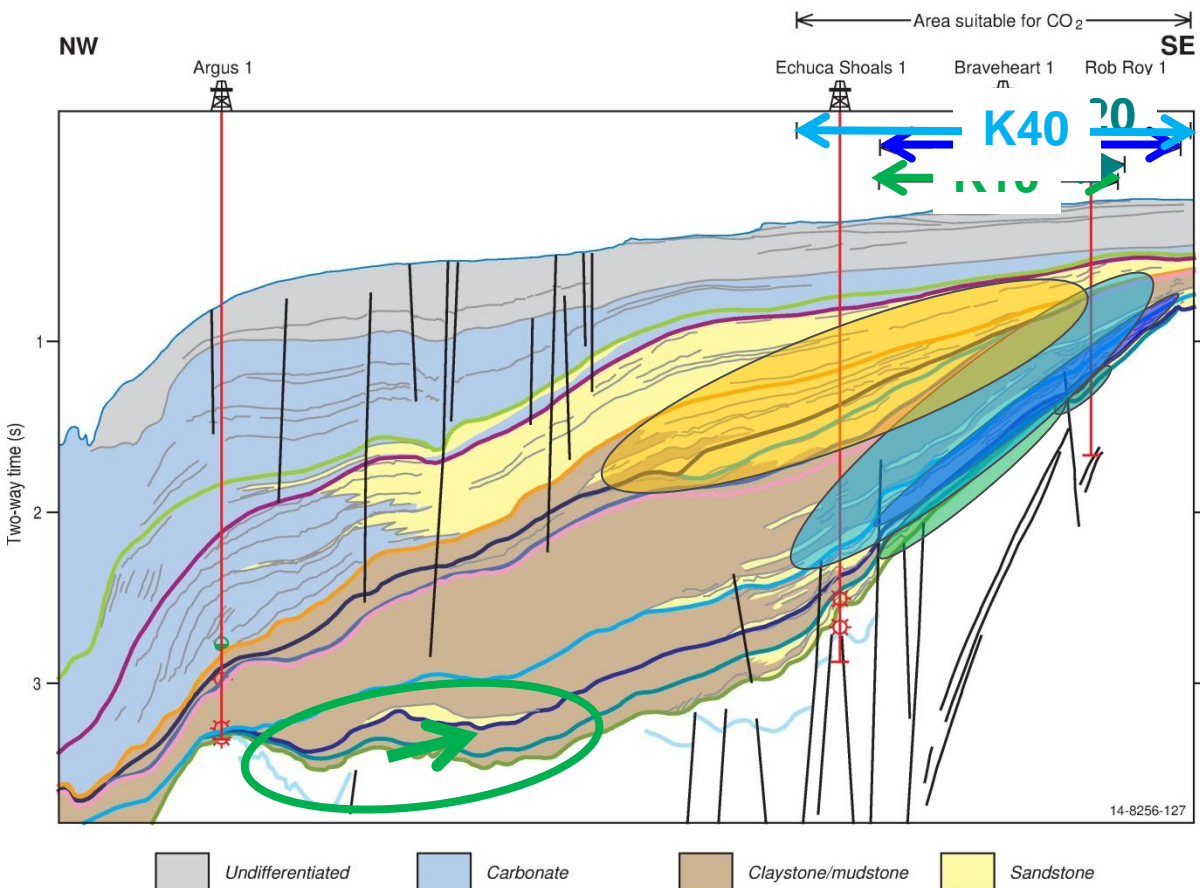 Area suitable for CO₂
NW
SE
Argus 1
Echuca Shoals 1
Braveheart 1
Rob Roy 1
K40
20
1
2
3
Two-way time (s)
14-8256-127
Undifferentiated
Carbonate
Claystone/mudstone
Sandstone